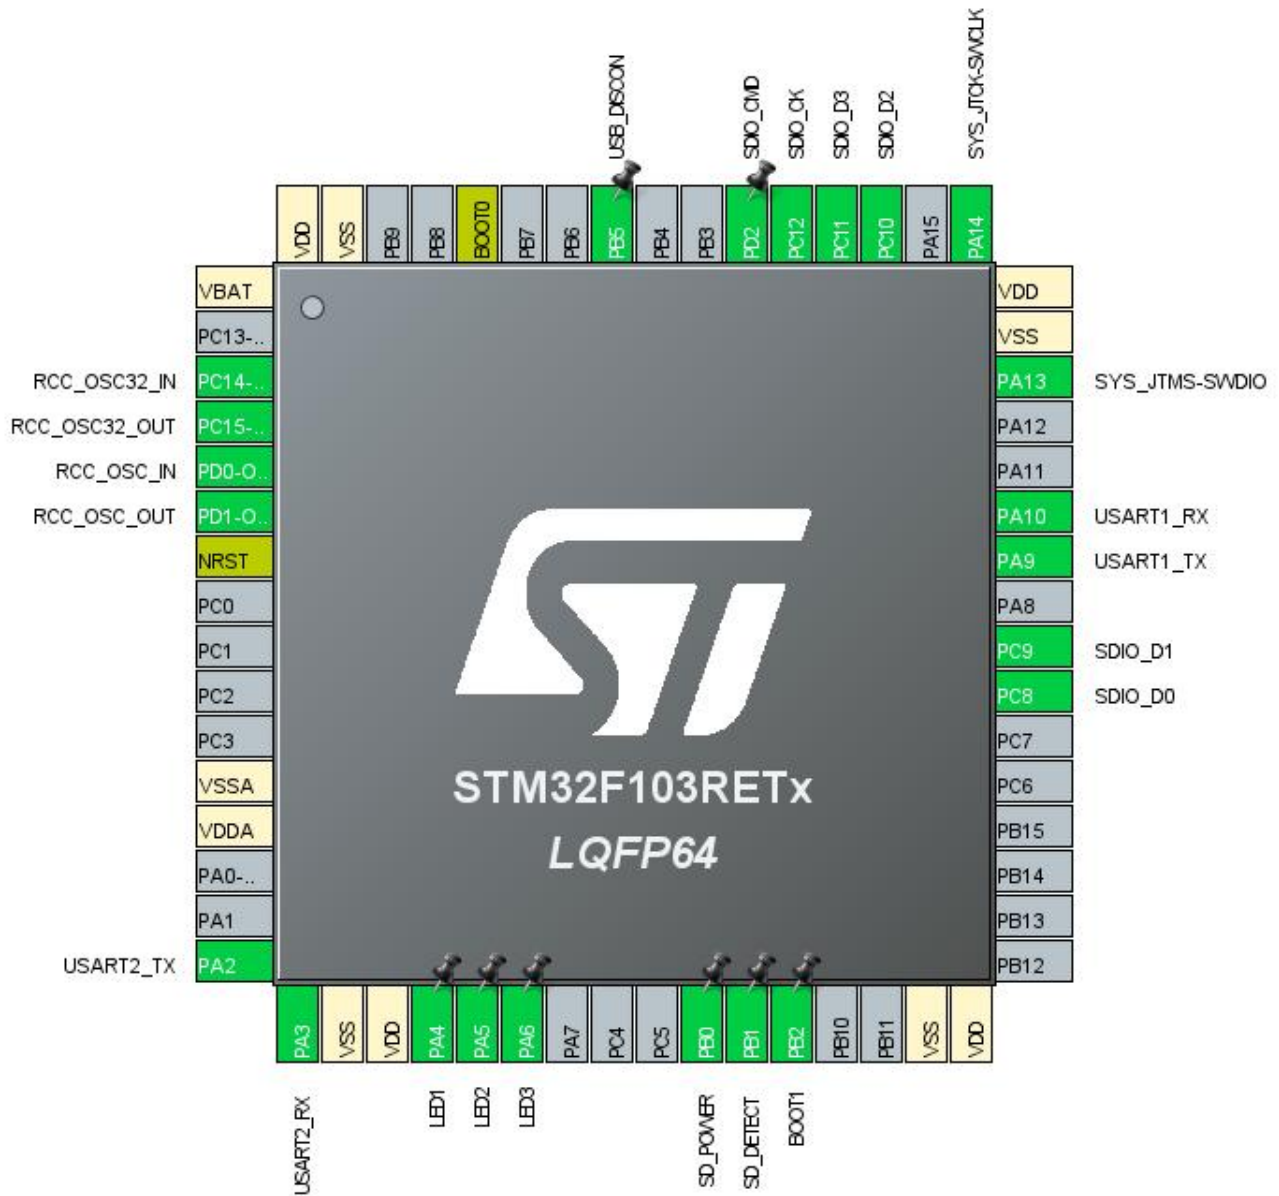 USB_DISCON
SDIO_CMD
SDIO_CK
SDIO_D3
SDIO_D2
SYS_JTCK-SWCLK
VDD
VSS
PB9
PB8
BOOT0
PB7
PB6
PB5
PB4
PB3
PD2
PC12
PC11
PC10
PA15
PA14
VBAT
PC13-..
RCC_OSC32_IN PC14-..
RCC_OSC32_OUT PC15-..
RCC_OSC_IN PD0-O..
RCC_OSC_OUT PD1-O..
NRST
PC0
PC1
PC2
PC3
VSSA
VDDA
PA0-..
PA1
USART2_TX PA2
STM32F103RETx
LQFP64
VDD
VSS
PA13 SYS_JTMS-SWDIO
PA12
PA11
PA10 USART1_RX
PA9 USART1_TX
PA8
PC9 SDIO_D1
PC8 SDIO_D0
PC7
PC6
PB15
PB14
PB13
PB12
PA3
VSS
VDD
PA4
PA5
PA6
PA7
PC4
PC5
PB0
PB1
PB2
PB10
PB11
VSS
VDD
USART2_RX
LED1
LED2
LED3
SD_POWER
SD_DETECT
BOOT1